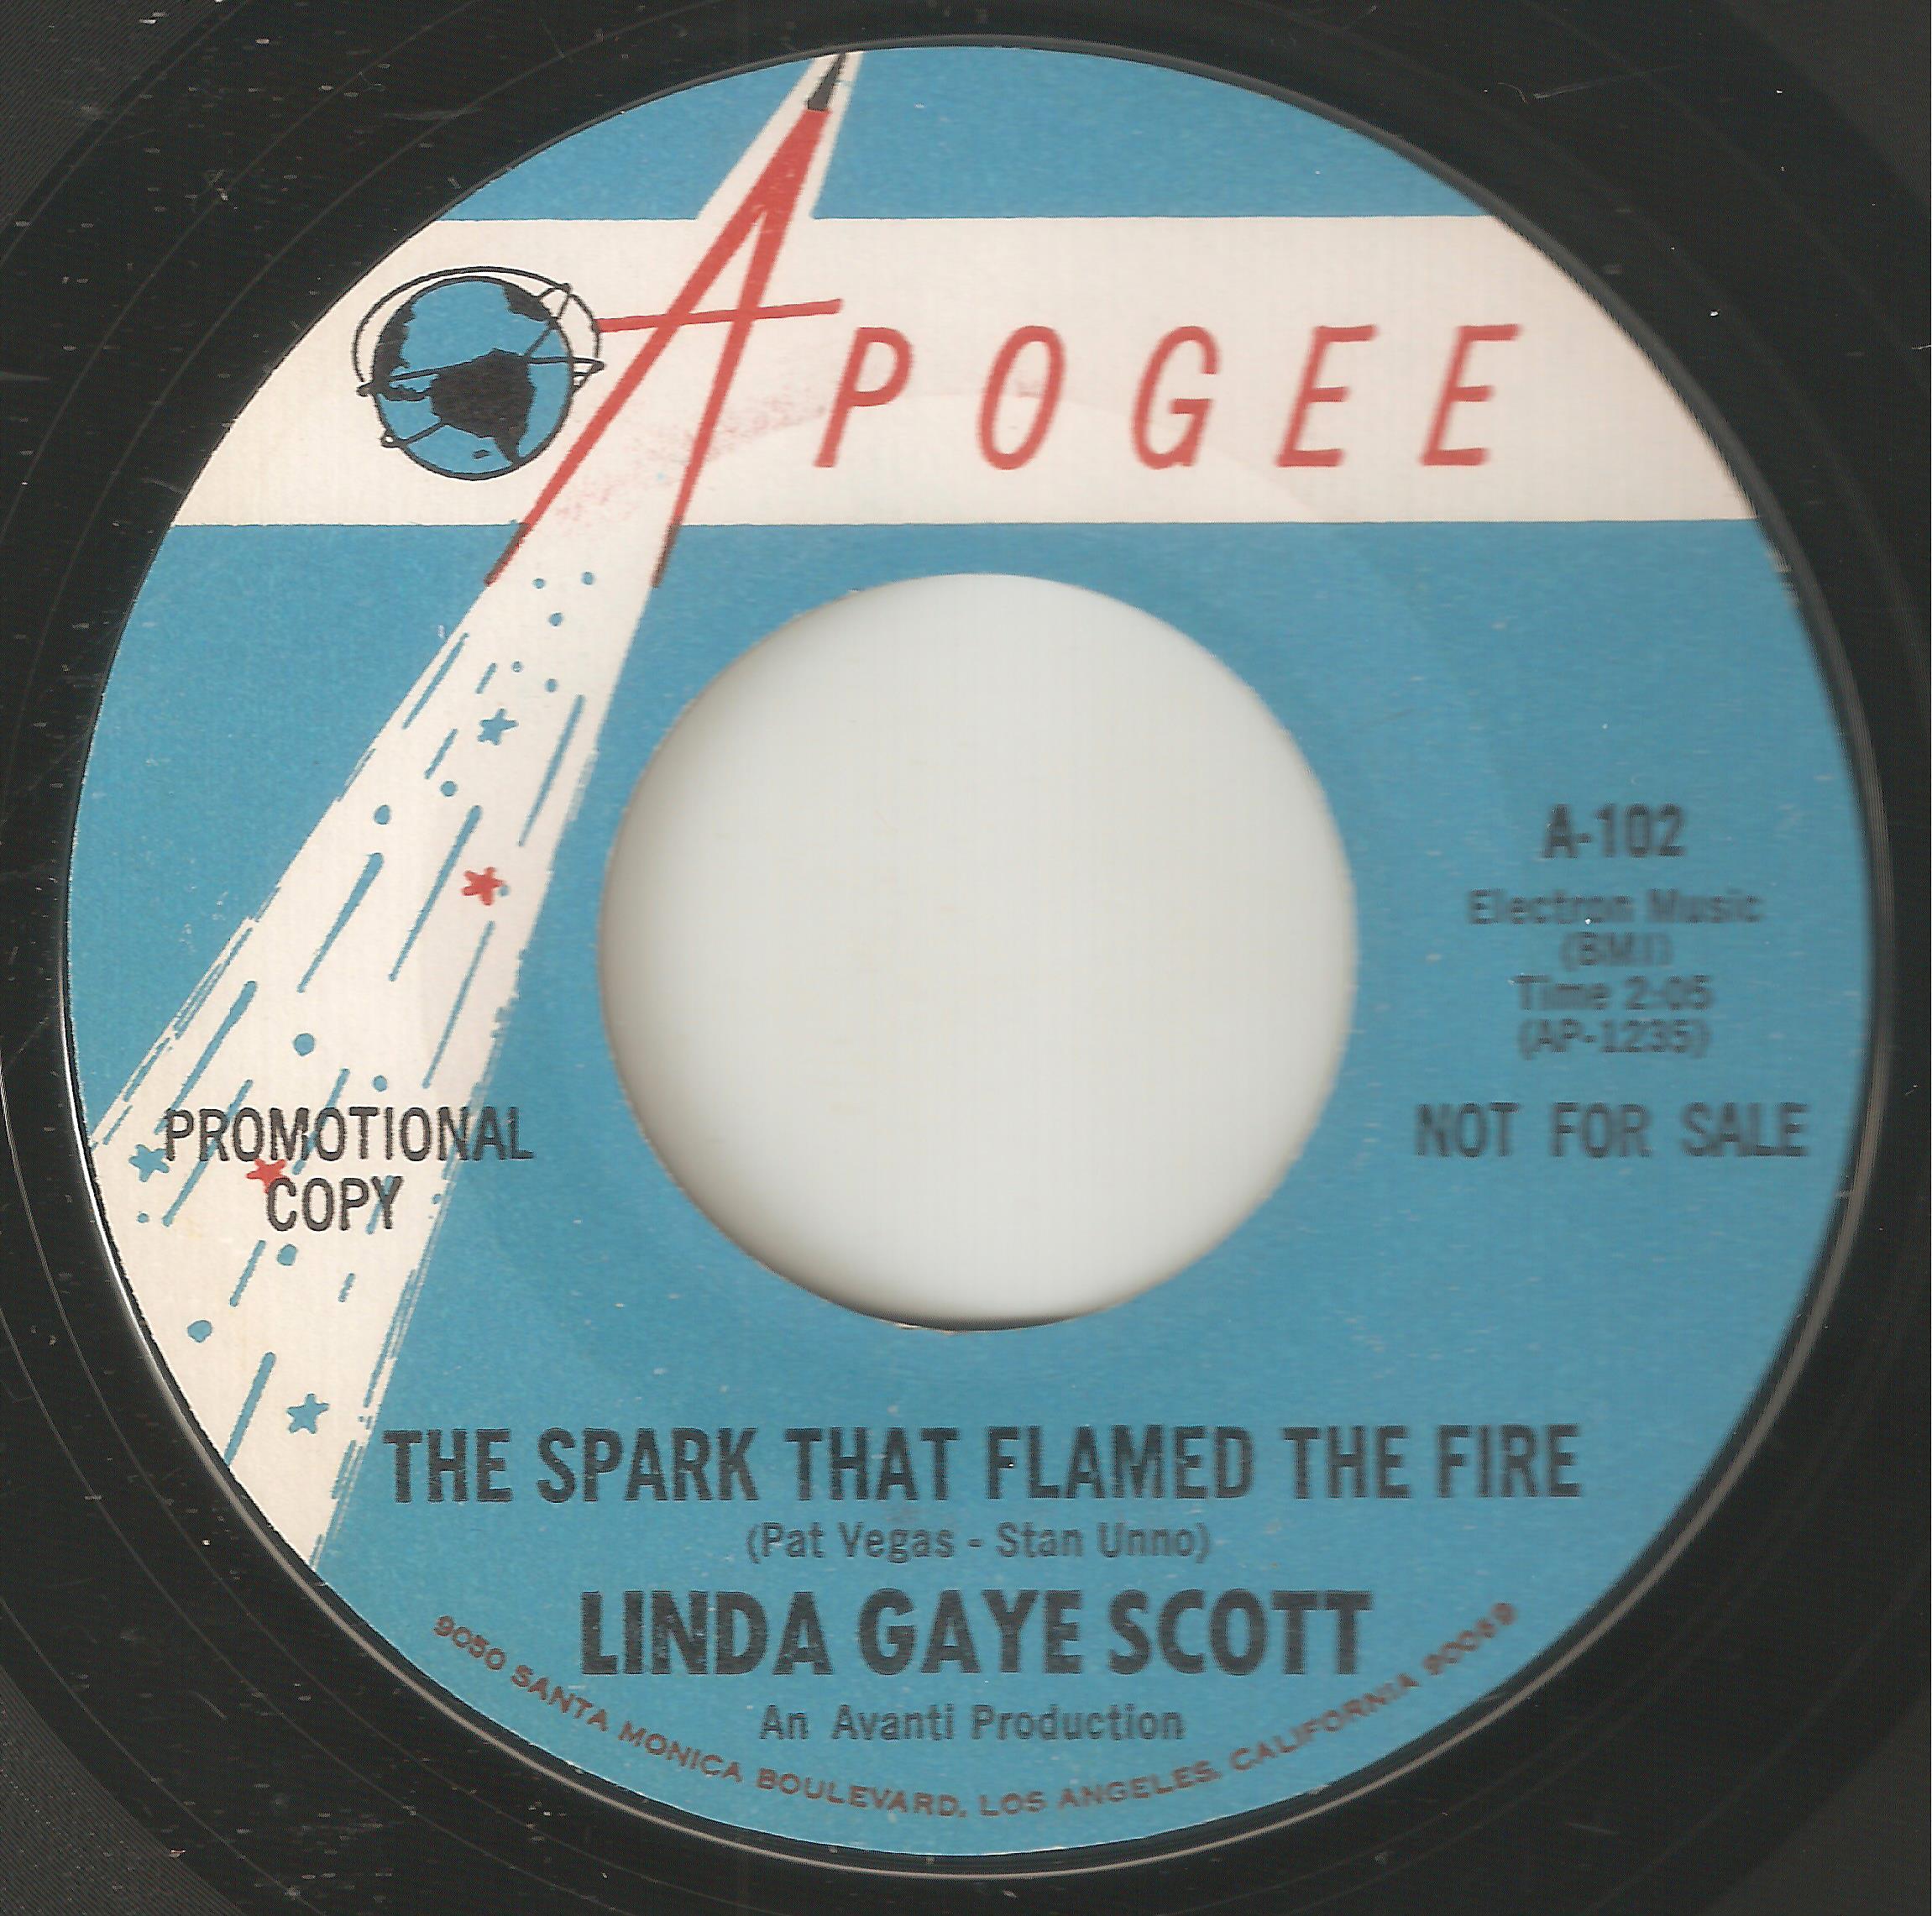 APOGEE
A-102
Electron Music
(BMI)
Time 2:05
(AP-1235)
PROMOTIONAL
COPY
NOT FOR SALE
THE SPARK THAT FLAMED THE FIRE
(Pat Vegas - Stan Unno)
LINDA GAYE SCOTT
An Avanti Production
9050 SANTA MONICA BOULEVARD, LOS ANGELES, CALIFORNIA 90069